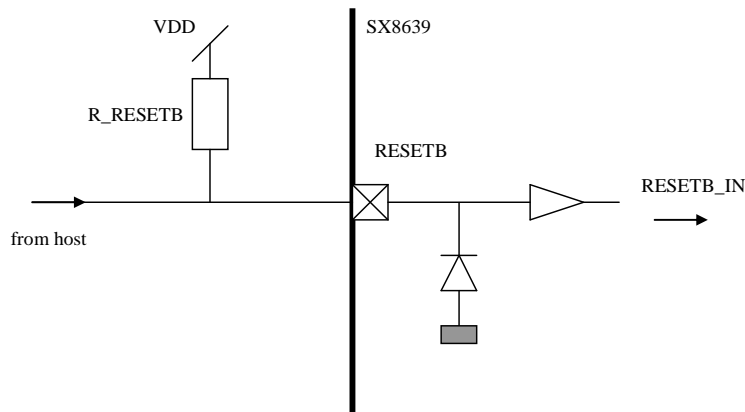 VDD
SX8639
R_RESETB
RESETB
RESETB_IN
from host